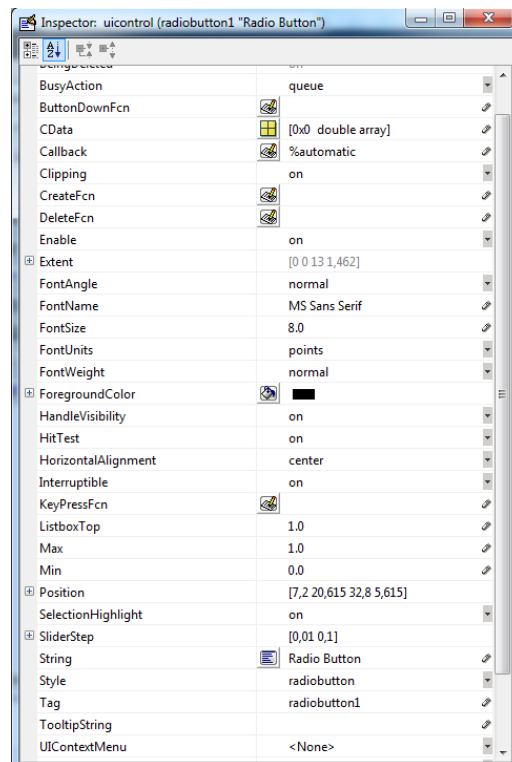 Inspector: uicontrol (radiobutton1 "Radio Button")
BeingDeleted on
BusyAction queue
ButtonDownFcn
CData [0x0 double array]
Callback %automatic
Clipping on
CreateFcn
DeleteFcn
Enable on
Extent [0 0 13 1,462]
FontAngle normal
FontName MS Sans Serif
FontSize 8.0
FontUnits points
FontWeight normal
ForegroundColor
HandleVisibility on
HitTest on
HorizontalAlignment center
Interruptible on
KeyPressFcn
ListboxTop 1.0
Max 1.0
Min 0.0
Position [7,2 20,615 32,8 5,615]
SelectionHighlight on
SliderStep [0,01 0,1]
String Radio Button
Style radiobutton
Tag radiobutton1
TooltipString
UIContextMenu <None>